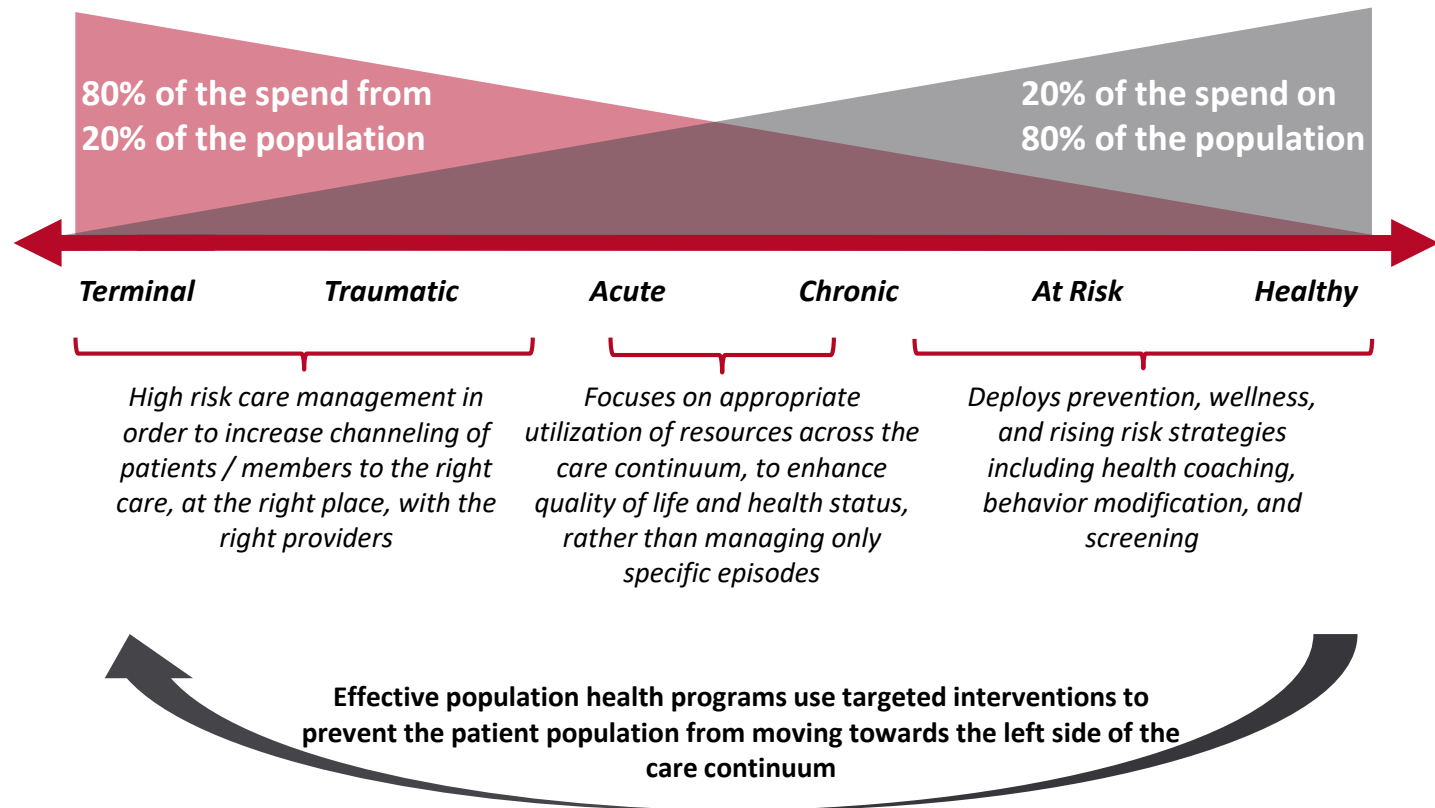 80% of the spend from
20% of the population
20% of the spend on
80% of the population
Terminal
Traumatic
Acute
Chronic
At Risk
Healthy
High risk care management in
order to increase channeling of
patients / members to the right
care, at the right place, with the
right providers
Focuses on appropriate
utilization of resources across the
care continuum, to enhance
quality of life and health status,
rather than managing only
specific episodes
Deploys prevention, wellness,
and rising risk strategies
including health coaching,
behavior modification, and
screening
Effective population health programs use targeted interventions to
prevent the patient population from moving towards the left side of the
care continuum